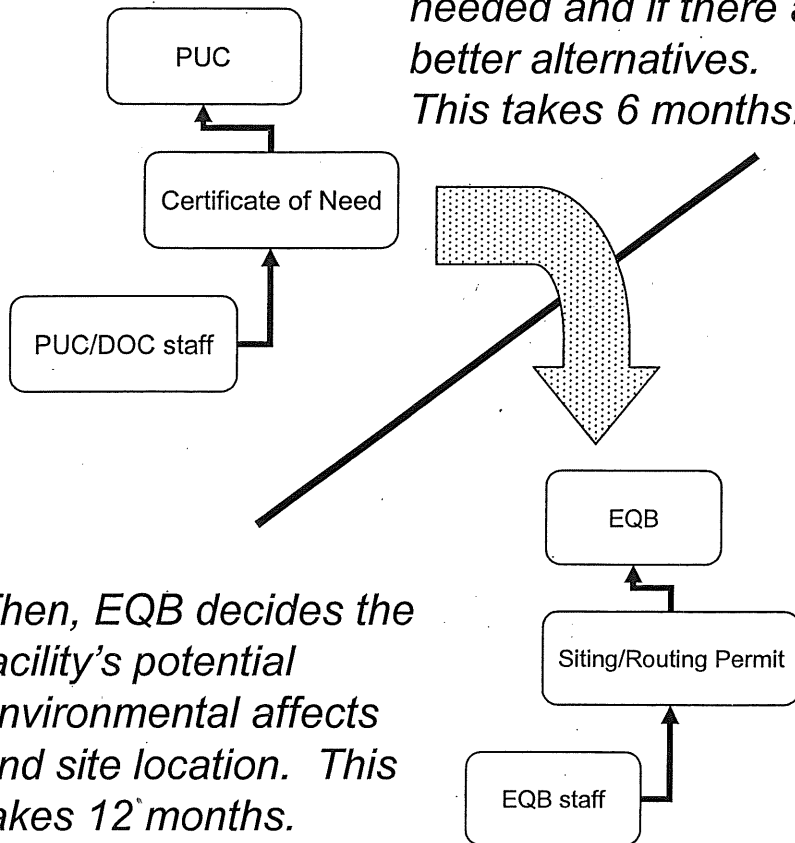 needed and if there a
better alternatives.
This takes 6 months.
PUC
Certificate of Need
PUC/DOC staff
Then, EQB decides the
acility's potential
nvironmental affects
nd site location. This
akes 12 months.
EQB
Siting/Routing Permit
EQB staff